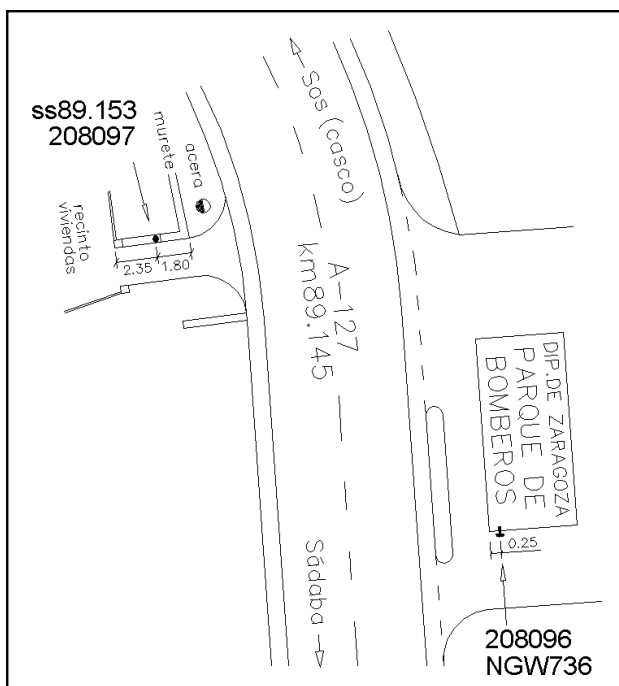 Sos (casco)
ss89.153
208097
murete
acera
recinto
viviendas
2.35
1.80
A-127
km89.145
DIP.DE ZARAGOZA
PARQUE DE
BOMBEROS
0.25
Sádaba
208096
NGW736